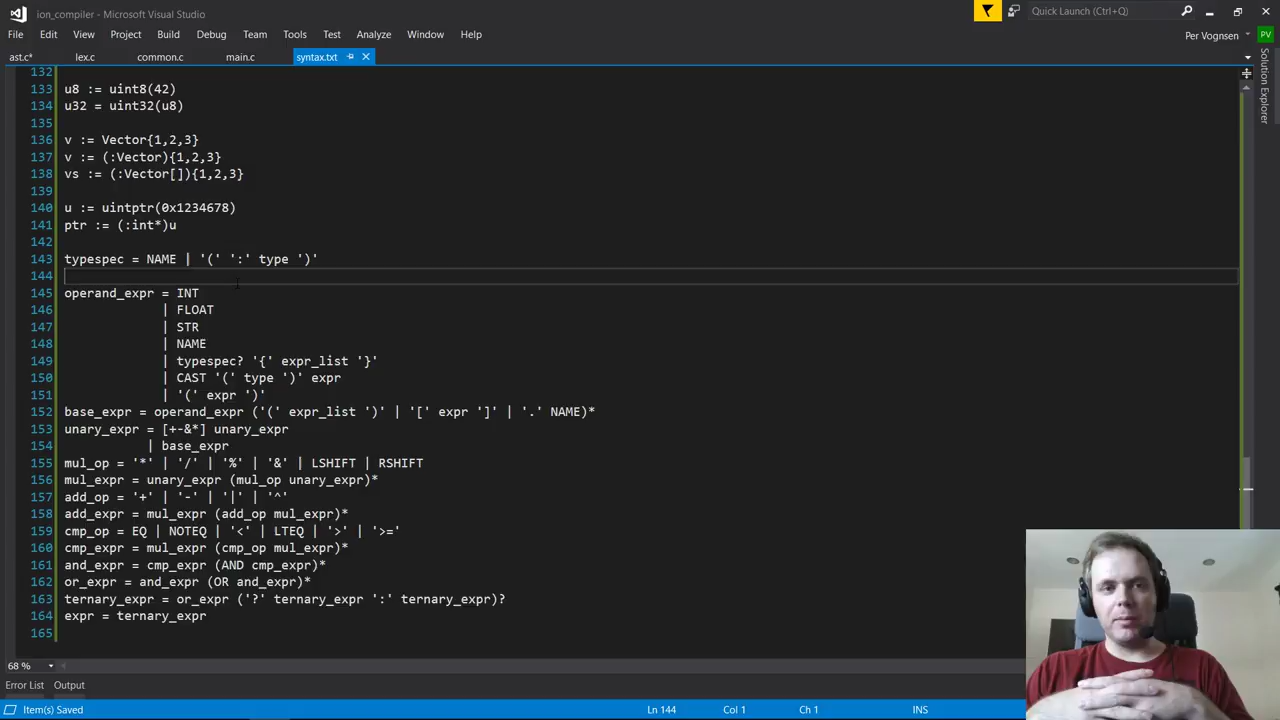 ion_compiler - Microsoft Visual Studio
Quick Launch (Ctrl+Q)
File Edit View Project Build Debug Team Tools Test Analyze Window Help
Per Vognsen PV
ast.c* lex.c common.c main.c syntax.txt
Solution Explorer
132
133 u8 := uint8(42)
134 u32 = uint32(u8)
135
136 v := Vector{1,2,3}
137 v := (:Vector){1,2,3}
138 vs := (:Vector[]){1,2,3}
139
140 u := uintptr(0x1234678)
141 ptr := (:int*)u
142
143 typespec = NAME | '(' ':' type ')'
144
145 operand_expr = INT
146 | FLOAT
147 | STR
148 | NAME
149 | typespec? '{' expr_list '}'
150 | CAST '(' type ')' expr
151 | '(' expr ')'
152 base_expr = operand_expr ('(' expr_list ')' | '[' expr ']' | '.' NAME)*
153 unary_expr = [+-&*] unary_expr
154 | base_expr
155 mul_op = '*' | '/' | '%' | '&' | LSHIFT | RSHIFT
156 mul_expr = unary_expr (mul_op unary_expr)*
157 add_op = '+' | '-' | '|' | '^'
158 add_expr = mul_expr (add_op mul_expr)*
159 cmp_op = EQ | NOTEQ | '<' | LTEQ | '>' | '>='
160 cmp_expr = mul_expr (cmp_op mul_expr)*
161 and_expr = cmp_expr (AND cmp_expr)*
162 or_expr = and_expr (OR and_expr)*
163 ternary_expr = or_expr ('?' ternary_expr ':' ternary_expr)?
164 expr = ternary_expr
165
68 %
Error List Output
Item(s) Saved Ln 144 Col 1 Ch 1 INS